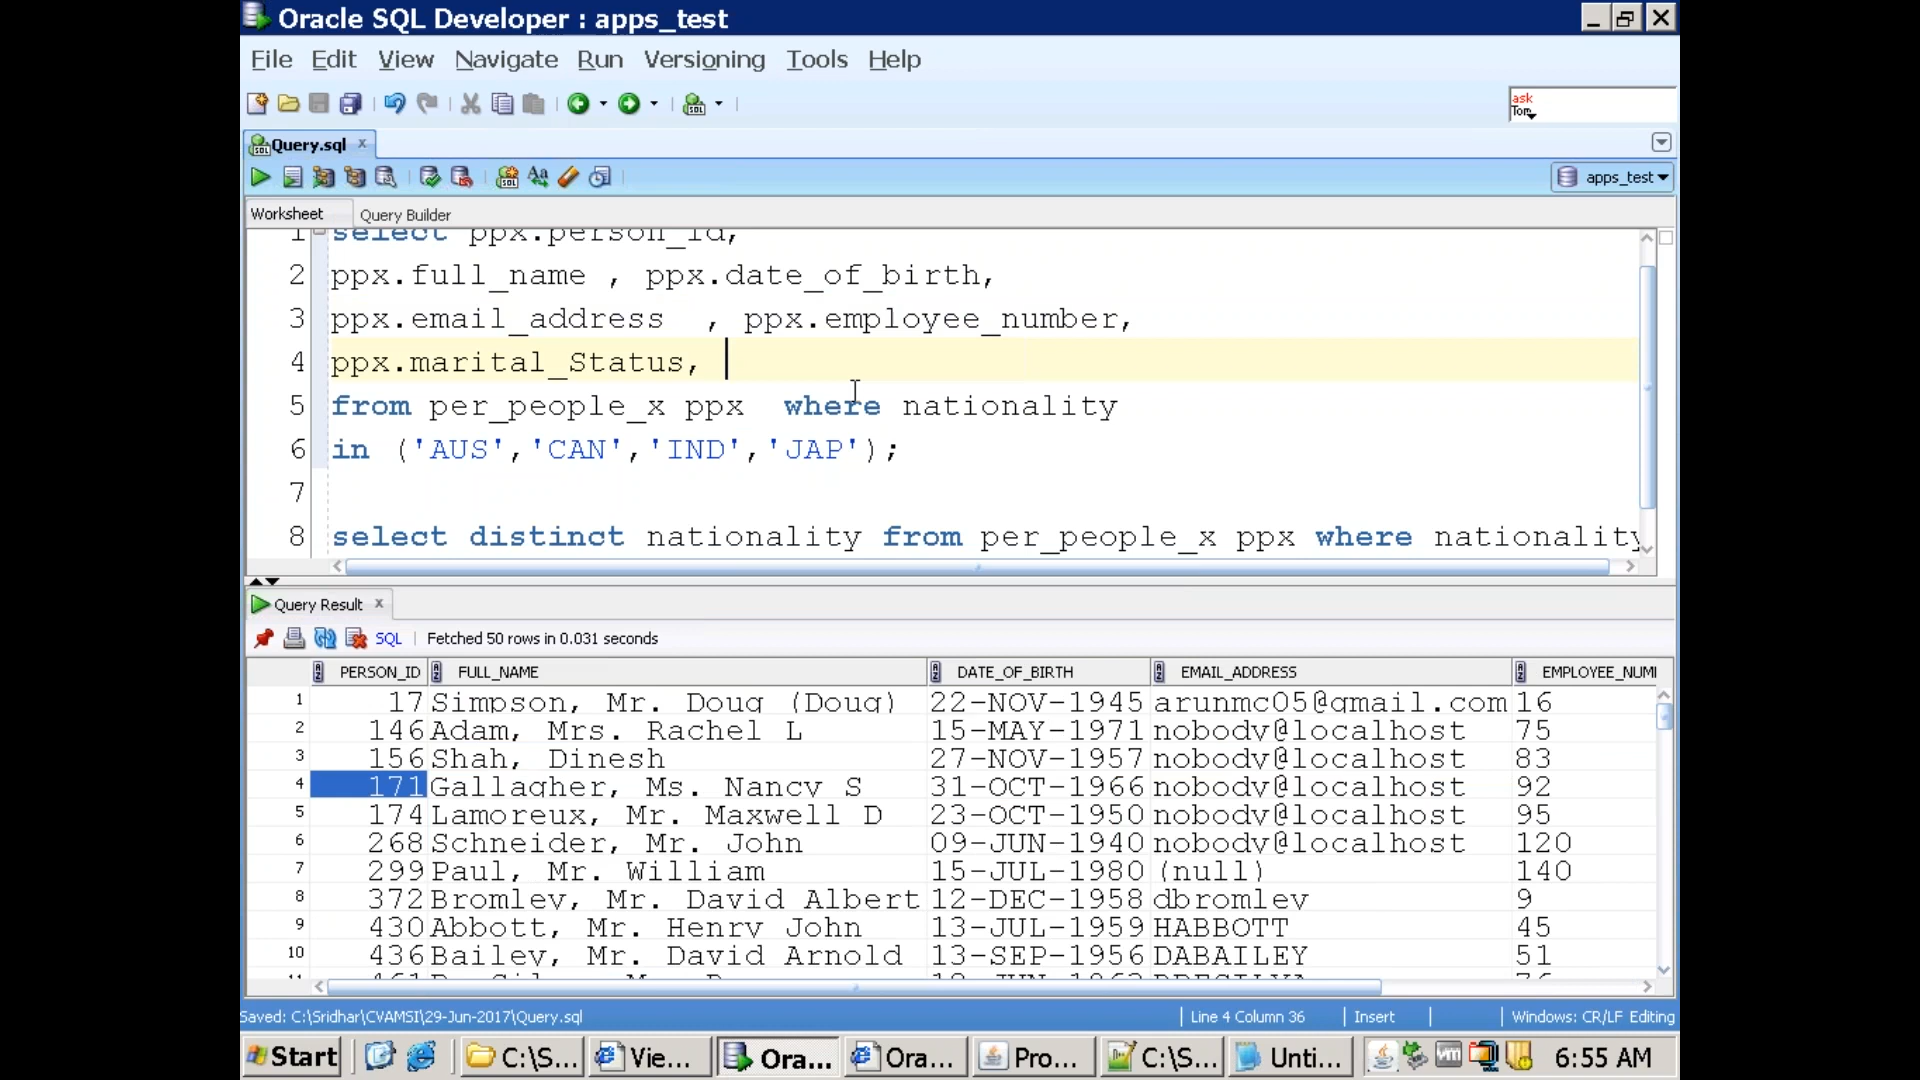 Oracle SQL Developer : apps_test
File Edit View Navigate Run Versioning Tools Help
ask
Tom
Query.sql
apps_test
Worksheet Query Builder
1 select ppx.person_id,
2 ppx.full_name , ppx.date_of_birth,
3 ppx.email_address , ppx.employee_number,
4 ppx.marital_Status,
5 from per_people_x ppx where nationality
6 in ('AUS','CAN','IND','JAP');
7
8 select distinct nationality from per_people_x ppx where nationality
Query Result
SQL Fetched 50 rows in 0.031 seconds
PERSON_ID FULL_NAME DATE_OF_BIRTH EMAIL_ADDRESS EMPLOYEE_NUM
1 17 Simpson, Mr. Doug (Doug) 22-NOV-1945 arunmc05@gmail.com 16
2 146 Adam, Mrs. Rachel L 15-MAY-1971 nobody@localhost 75
3 156 Shah, Dinesh 27-NOV-1957 nobody@localhost 83
4 171 Gallagher, Ms. Nancy S 31-OCT-1966 nobody@localhost 92
5 174 Lamoreux, Mr. Maxwell D 23-OCT-1950 nobody@localhost 95
6 268 Schneider, Mr. John 09-JUN-1940 nobody@localhost 120
7 299 Paul, Mr. William 15-JUL-1980 (null) 140
8 372 Bromley, Mr. David Albert 12-DEC-1958 dbromley 9
9 430 Abbott, Mr. Henry John 13-JUL-1959 HABBOTT 45
10 436 Bailey, Mr. David Arnold 13-SEP-1956 DABAILEY 51
Saved: C:\Sridhar\CVAMSI\29-Jun-2017\Query.sql Line 4 Column 36 Insert Windows: CR/LF Editing
Start C:\S... Vie... Ora... Ora... Pro... C:\S... Unti... 6:55 AM